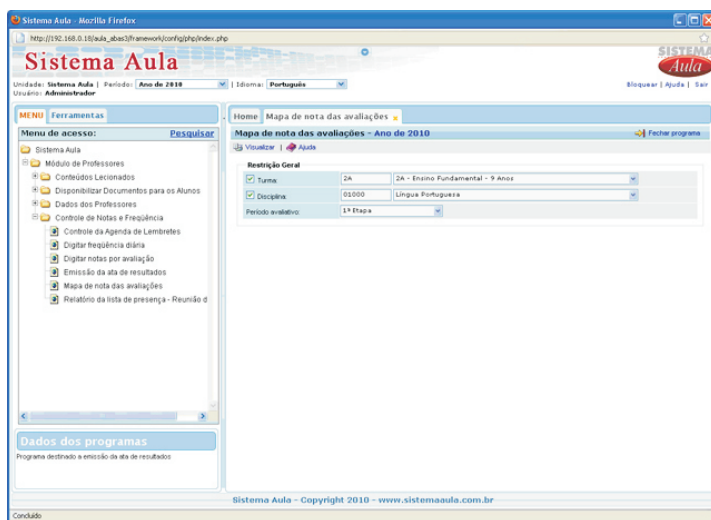 Sistema Aula - Mozilla Firefox
http://192.168.0.18/aula_abas3/framework/config/php/index.php
Sistema Aula
SISTEMA
Aula
Unidade: Sistema Aula | Período: Ano de 2010 | Idioma: Português
Bloquear | Ajuda | Sair
Usuário: Administrador
MENU Ferramentas
Home Mapa de nota das avaliações
Menu de acesso: Pesquisar
Mapa de nota das avaliações - Ano de 2010
Fechar programa
Visualizar | Ajuda
Sistema Aula
Módulo de Professores
Conteúdos Lecionados
Disponibilizar Documentos para os Alunos
Dados dos Professores
Controle de Notas e Freqüência
Controle da Agenda de Lembretes
Digitar freqüência diária
Digitar notas por avaliação
Emissão da ata de resultados
Mapa de nota das avaliações
Relatório da lista de presença - Reunião d
Restrição Geral
Turma: 2A 2A - Ensino Fundamental - 9 Anos
Disciplina: 01000 Língua Portuguesa
Período avaliativo: 1ª Etapa
Dados dos programas
Programa destinado a emissão da ata de resultados
Sistema Aula - Copyright 2010 - www.sistemaaula.com.br
Concluído